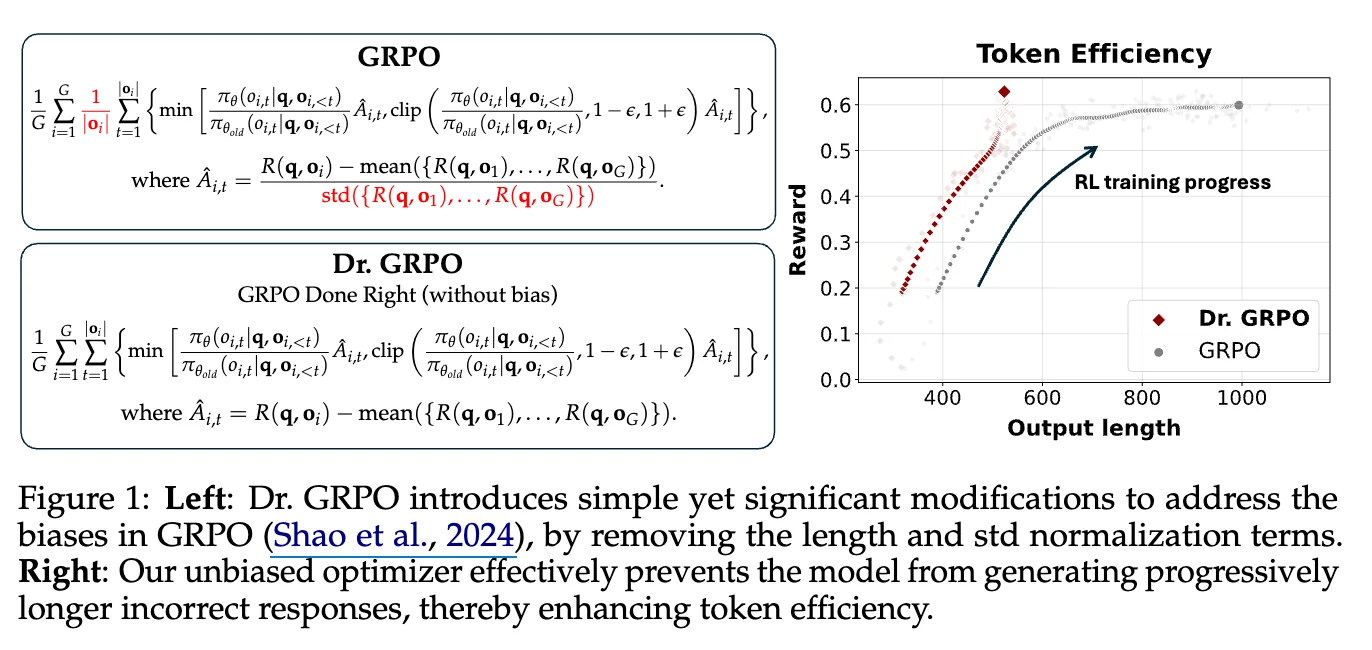 GRPO
$\frac{1}{G}\sum_{i=1}^{G}\frac{1}{|\mathbf{o}_i|}\sum_{t=1}^{|\mathbf{o}_i|}\left\{\min\left[\frac{\pi_\theta(o_{i,t}|\mathbf{q},\mathbf{o}_{i,<t})}{\pi_{\theta_{old}}(o_{i,t}|\mathbf{q},\mathbf{o}_{i,<t})}\hat{A}_{i,t},\text{clip}\left(\frac{\pi_\theta(o_{i,t}|\mathbf{q},\mathbf{o}_{i,<t})}{\pi_{\theta_{old}}(o_{i,t}|\mathbf{q},\mathbf{o}_{i,<t})},1-\epsilon,1+\epsilon\right)\hat{A}_{i,t}\right]\right\},$
where $\hat{A}_{i,t}=\frac{R(\mathbf{q},\mathbf{o}_i)-\text{mean}(\{R(\mathbf{q},\mathbf{o}_1),\ldots,R(\mathbf{q},\mathbf{o}_G)\})}{\text{std}(\{R(\mathbf{q},\mathbf{o}_1),\ldots,R(\mathbf{q},\mathbf{o}_G)\})}.$
Dr. GRPO
GRPO Done Right (without bias)
$\frac{1}{G}\sum_{i=1}^{G}\sum_{t=1}^{|\mathbf{o}_i|}\left\{\min\left[\frac{\pi_\theta(o_{i,t}|\mathbf{q},\mathbf{o}_{i,<t})}{\pi_{\theta_{old}}(o_{i,t}|\mathbf{q},\mathbf{o}_{i,<t})}\hat{A}_{i,t},\text{clip}\left(\frac{\pi_\theta(o_{i,t}|\mathbf{q},\mathbf{o}_{i,<t})}{\pi_{\theta_{old}}(o_{i,t}|\mathbf{q},\mathbf{o}_{i,<t})},1-\epsilon,1+\epsilon\right)\hat{A}_{i,t}\right]\right\},$
where $\hat{A}_{i,t}=R(\mathbf{q},\mathbf{o}_i)-\text{mean}(\{R(\mathbf{q},\mathbf{o}_1),\ldots,R(\mathbf{q},\mathbf{o}_G)\}).$
Token Efficiency
Reward
0.6
0.5
0.4
0.3
0.2
0.1
0.0
RL training progress
Dr. GRPO
GRPO
400 600 800 1000
Output length
Figure 1: Left: Dr. GRPO introduces simple yet significant modifications to address the
biases in GRPO (Shao et al., 2024), by removing the length and std normalization terms.
Right: Our unbiased optimizer effectively prevents the model from generating progressively
longer incorrect responses, thereby enhancing token efficiency.